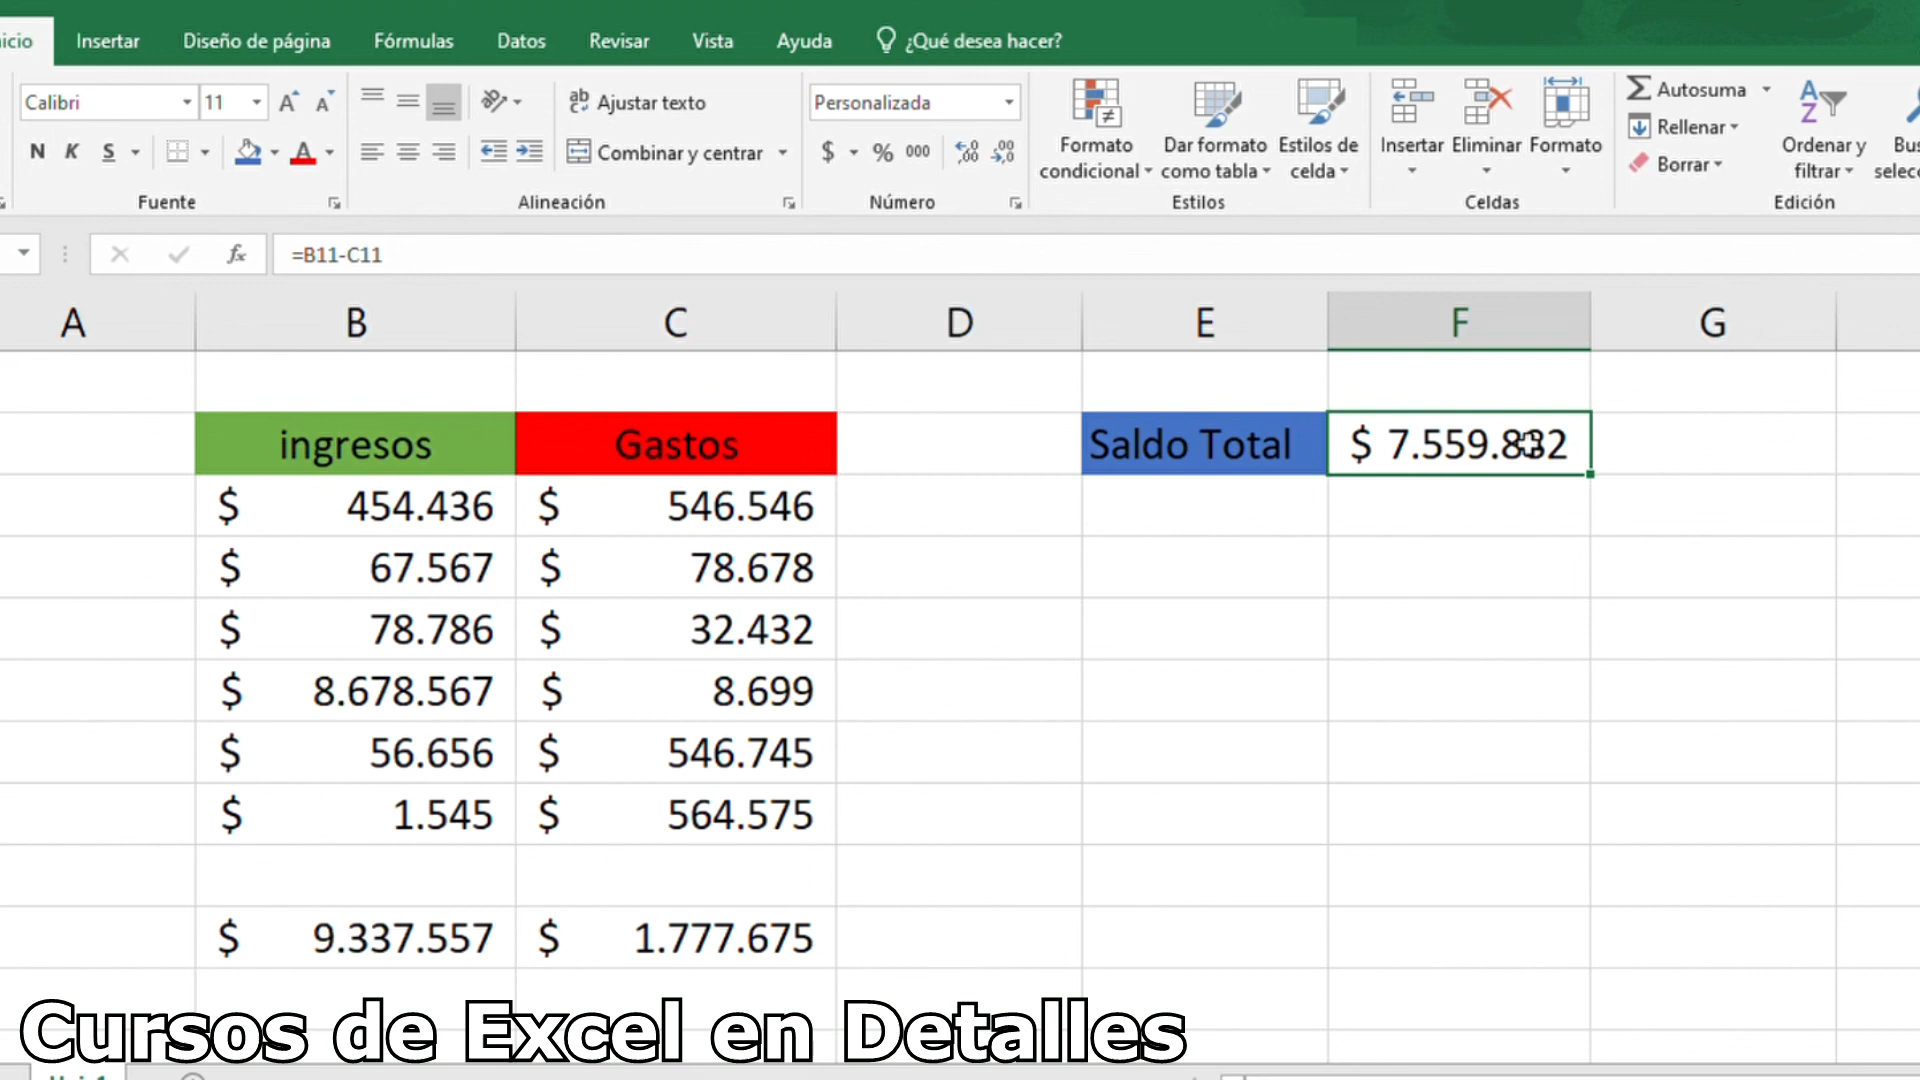 Insertar Diseño de página Fórmulas Datos Revisar Vista Ayuda ¿Qué desea hacer?
Calibri 11 Ajustar texto Personalizada
N K S Combinar y centrar $ % 000
Formato condicional Dar formato como tabla Estilos de celda Insertar Eliminar Formato
Autosuma
Rellenar
Borrar
Ordenar y filtrar
Fuente Alineación Número Estilos Celdas Edición
fx =B11-C11
A B C D E F G
ingresos Gastos Saldo Total $ 7.559.882
$ 454.436 $ 546.546
$ 67.567 $ 78.678
$ 78.786 $ 32.432
$ 8.678.567 $ 8.699
$ 56.656 $ 546.745
$ 1.545 $ 564.575
$ 9.337.557 $ 1.777.675
Cursos de Excel en Detalles